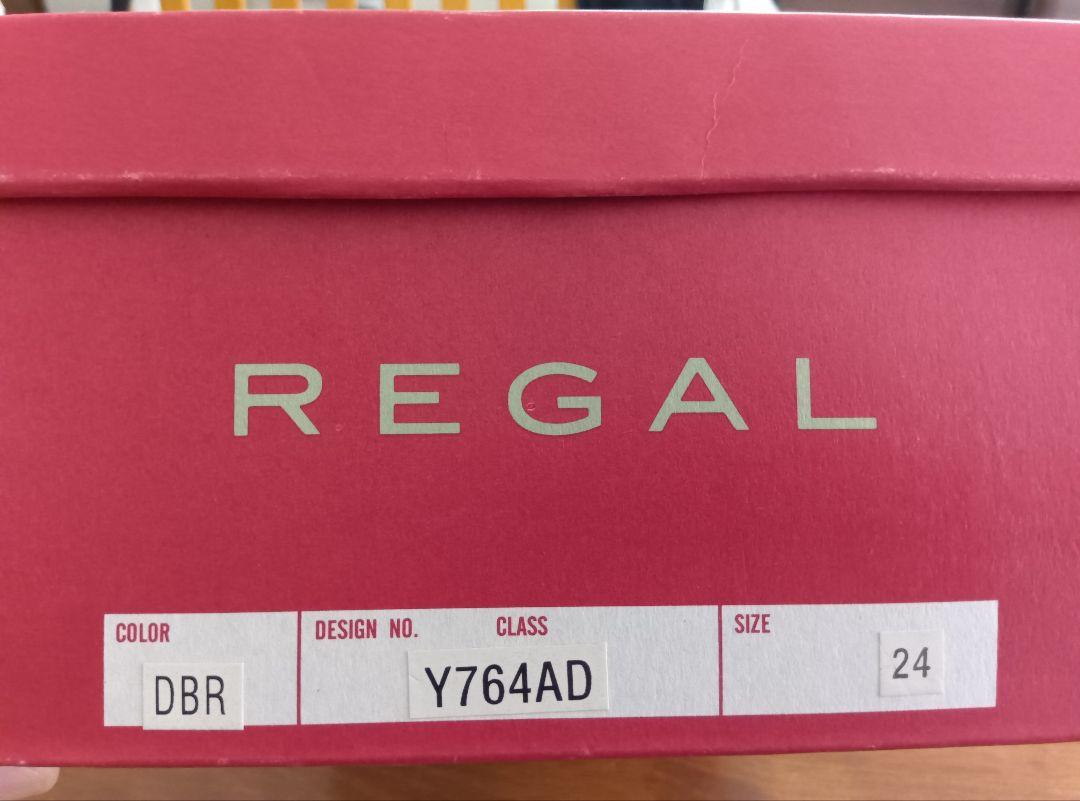 REGAL
COLOR DESIGN NO. CLASS SIZE
DBR Y764AD 24